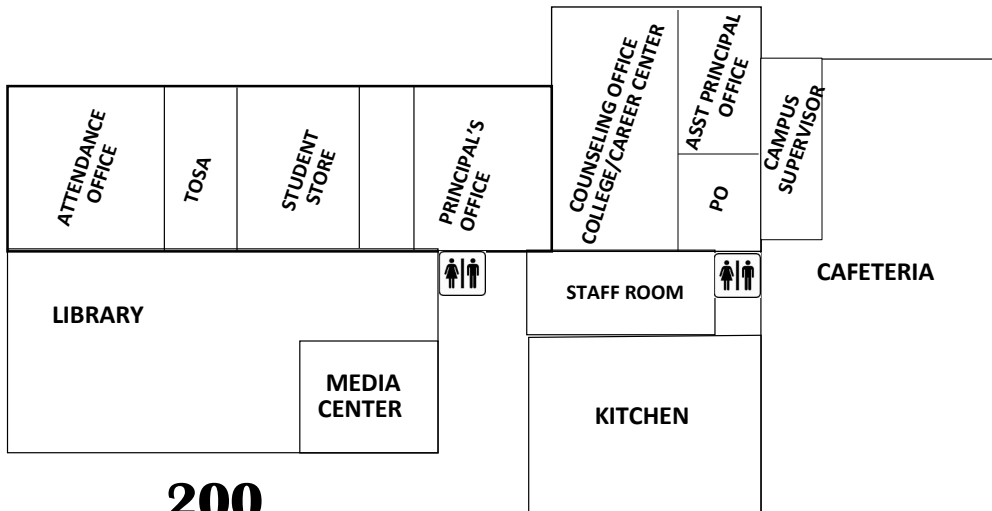 ATTENDANCE
OFFICE
TOSA
STUDENT
STORE
PRINCIPAL'S
OFFICE
COUNSELING OFFICE
COLLEGE/CAREER CENTER
ASST PRINCIPAL
OFFICE
PO
CAMPUS
SUPERVISOR
CAFETERIA
LIBRARY
STAFF ROOM
MEDIA
CENTER
KITCHEN
200